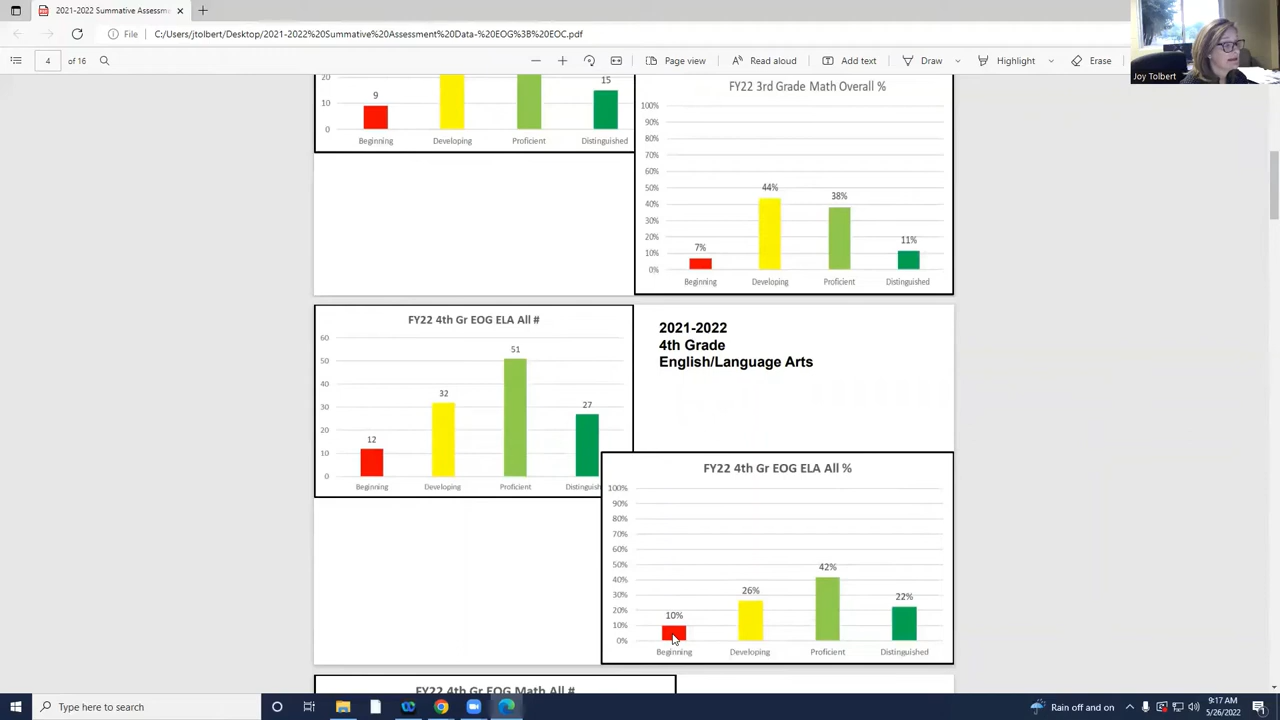 2021-2022 Summative Assessm
File
C:/Users/jtolbert/Desktop/2021-2022%20Summative%20Assessment%20Data-%20EOG%3B%20EOC.pdf
4 of 16
Page view
Read aloud
Add text
Draw
Highlight
Erase
Joy Tolbert
20
10
0
9
15
Beginning Developing Proficient Distinguished
FY22 3rd Grade Math Overall %
100%
90%
80%
70%
60%
50%
40%
30%
20%
10%
0%
7%
44%
38%
11%
Beginning Developing Proficient Distinguished
FY22 4th Gr EOG ELA All #
60
50
40
30
20
10
0
12
32
51
27
Beginning Developing Proficient Distinguish
2021-2022
4th Grade
English/Language Arts
FY22 4th Gr EOG ELA All %
100%
90%
80%
70%
60%
50%
40%
30%
20%
10%
0%
10%
26%
42%
22%
Beginning Developing Proficient Distinguished
FY22 4th Gr EOG Math All #
Type here to search
Rain off and on
9:17 AM
5/26/2022